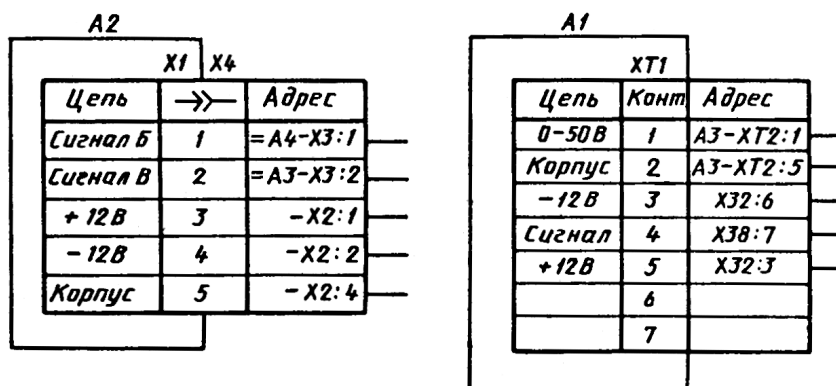 A2
X1 X4
Цепь Адрес
Сигнал Б 1 =A4-X3:1
Сигнал В 2 =A3-X3:2
+12В 3 -X2:1
-12В 4 -X2:2
Корпус 5 -X2:4
A1
XT1
Цепь Конт Адрес
0-50В 1 A3-XT2:1
Корпус 2 A3-XT2:5
-12В 3 X32:6
Сигнал 4 X38:7
+12В 5 X32:3
6
7